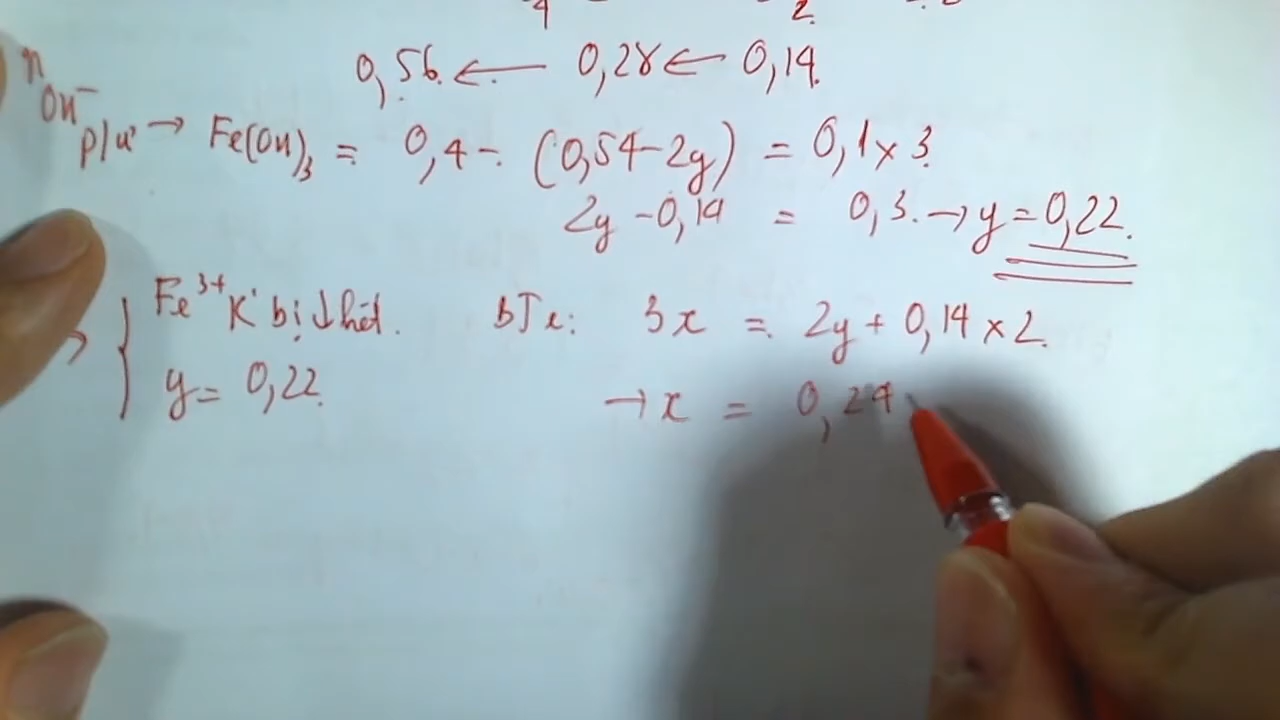 0,56 ← 0,28 ← 0,14.
n OH⁻ p/ư → Fe(OH)₃ = 0,4 - (0,54-2y) = 0,1 x 3.
2y - 0,14 = 0,3. → y = 0,22.
{ Fe³⁺ K' bị ↓ hết. BTe: 3x = 2y + 0,14 x 2.
y = 0,22. → x = 0,24